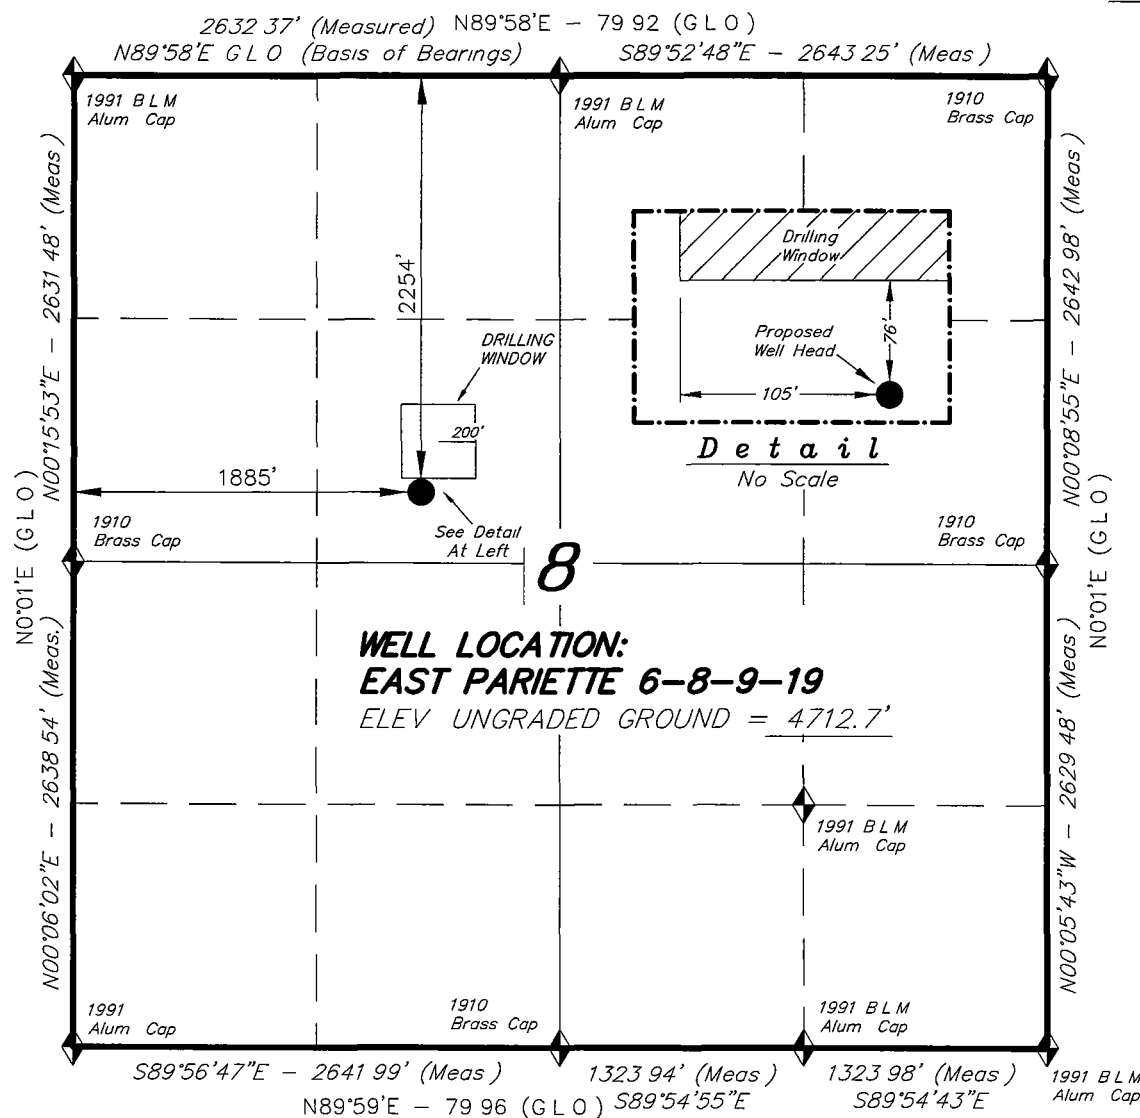 2632 37' (Measured) N89°58'E - 79 92 (GLO)
N89°58'E G L O (Basis of Bearings) S89°52'48"E - 2643 25' (Meas )
1991 B L M
Alum Cap
1991 B L M
Alum Cap
1910
Brass Cap
N00°15'53"E - 2631 48' (Meas )
2254'
Drilling
Window
76'
Proposed
Well Head
105'
Detail
No Scale
N00°08'55"E - 2642 98' (Meas )
DRILLING
WINDOW
200'
1885'
See Detail
At Left
N0°01'E (G L O)
1910
Brass Cap
1910
Brass Cap
N0°01'E (GLO)
8
WELL LOCATION:
EAST PARIETTE 6-8-9-19
ELEV UNGRADED GROUND = 4712.7'
N00°06'02"E - 2638 54' (Meas.)
N00°05'43"W - 2629 48' (Meas )
1991 B L M
Alum Cap
1991
Alum Cap
1910
Brass Cap
1991 B L M
Alum Cap
1991 B L M
Alum Cap
S89°56'47"E - 2641 99' (Meas )
1323 94' (Meas )
S89°54'55"E
1323 98' (Meas )
S89°54'43"E
N89°59'E - 79 96 (G L O)